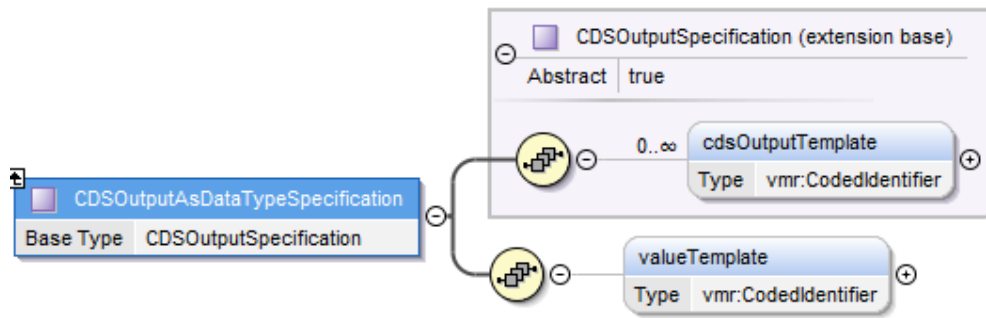 CDSOutputSpecification (extension base)
Abstract true
0..∞
cdsOutputTemplate
Type vmr:CodedIdentifier
CDSOutputAsDataTypeSpecification
Base Type CDSOutputSpecification
valueTemplate
Type vmr:CodedIdentifier